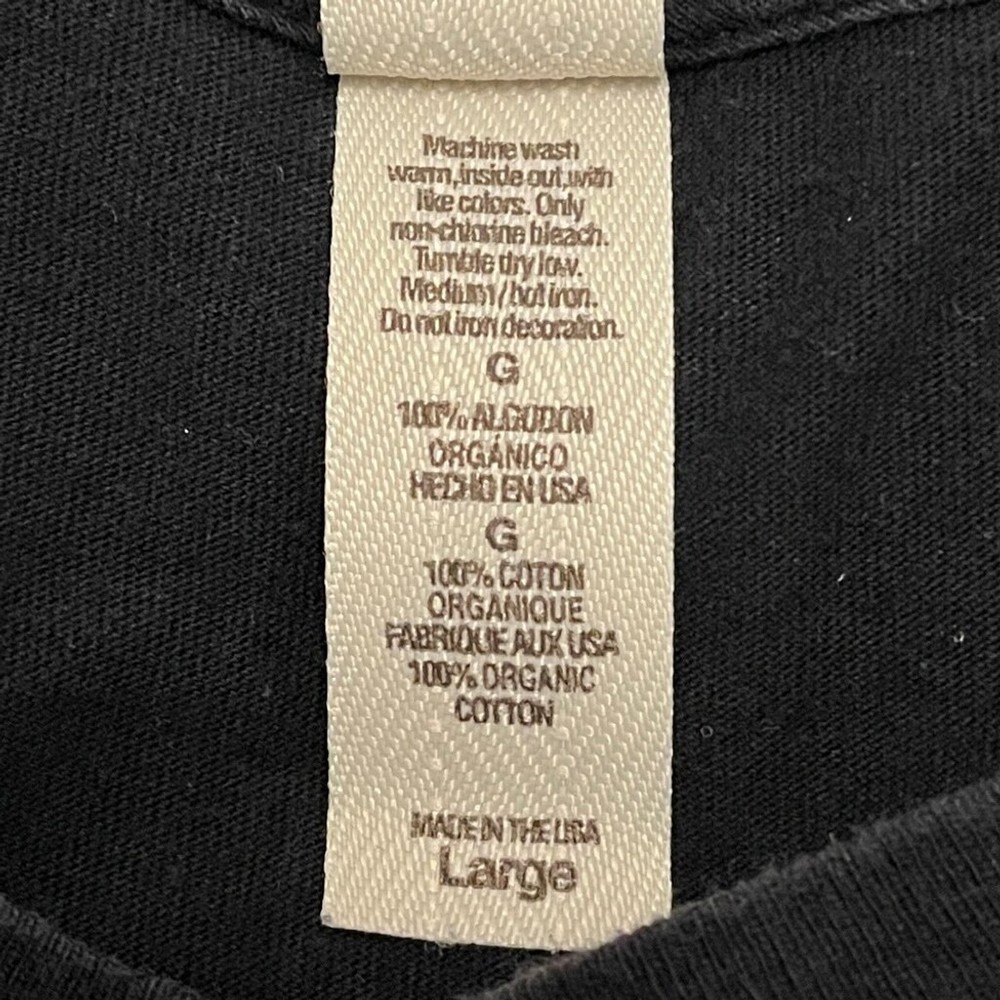 Machine wash
warm, inside out, with
like colors. Only
non-chlorine bleach.
Tumble dry low.
Medium/hot iron.
Do not iron decoration.
G
100% ALGODON
ORGÁNICO
HECHO EN USA
G
100% COTON
ORGANIQUE
FABRIQUE AUX USA
100% ORGANIC
COTTON
MADE IN THE USA
Large